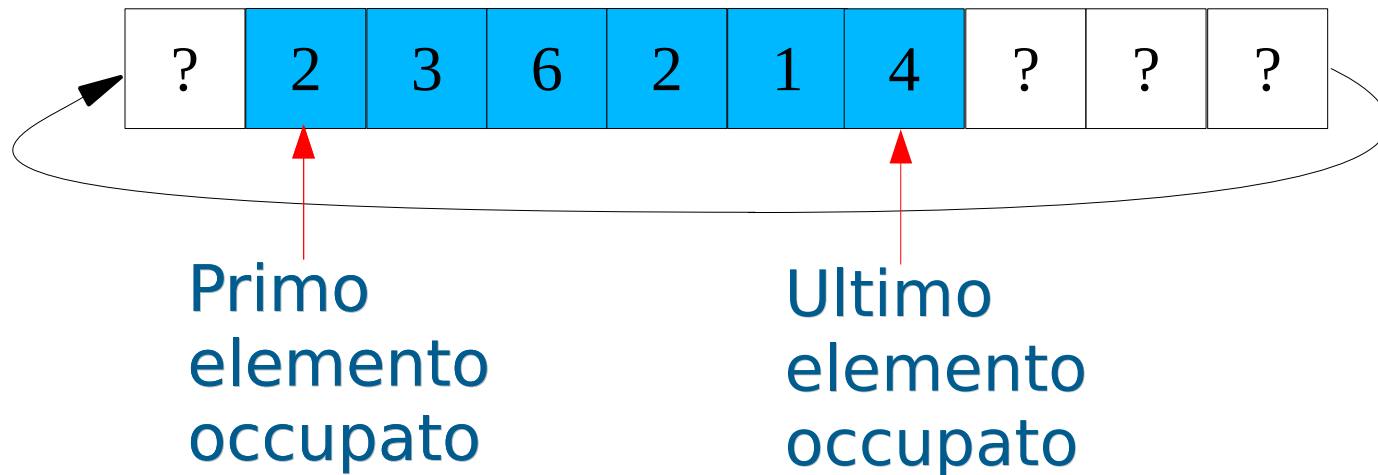 ? 2 3 6 2 1 4 ? ? ?
Primo
elemento
occupato
Ultimo
elemento
occupato